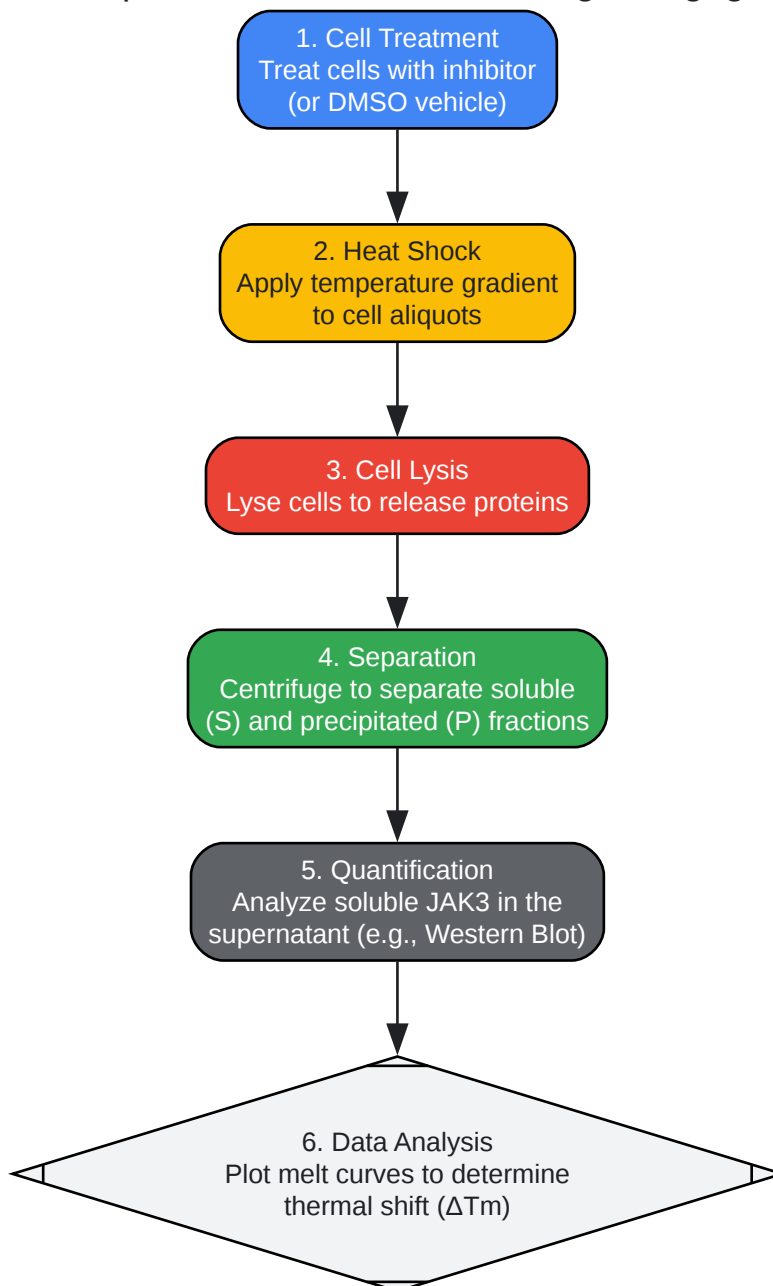 1. Cell Treatment
Treat cells with inhibitor
(or DMSO vehicle)
2. Heat Shock
Apply temperature gradient
to cell aliquots
3. Cell Lysis
Lyse cells to release proteins
4. Separation
Centrifuge to separate soluble
(S) and precipitated (P) fractions
5. Quantification
Analyze soluble JAK3 in the
supernatant (e.g., Western Blot)
6. Data Analysis
Plot melt curves to determine
thermal shift (ΔTm)